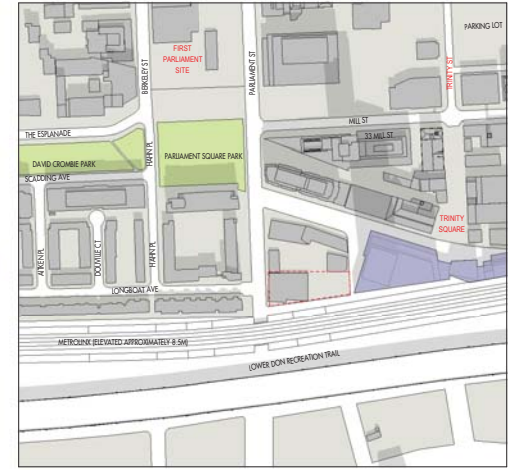 PARKING LOT
FIRST
PARLIAMENT
SITE
BERKELEY ST
PARLIAMENT ST
TRINITY ST
MILL ST
THE ESPLANADE
33 MILL ST
HAHN PL
PARLIAMENT SQUARE PARK
DAVID CROMBIE PARK
SCADDING AVE
TRINITY
SQUARE
AITKEN PL
DOUVILLE CT
HAHN PL
LONGBOAT AVE
METROLINX (ELEVATED APPROXIMATELY 8.5M)
LOWER DON RECREATION TRAIL